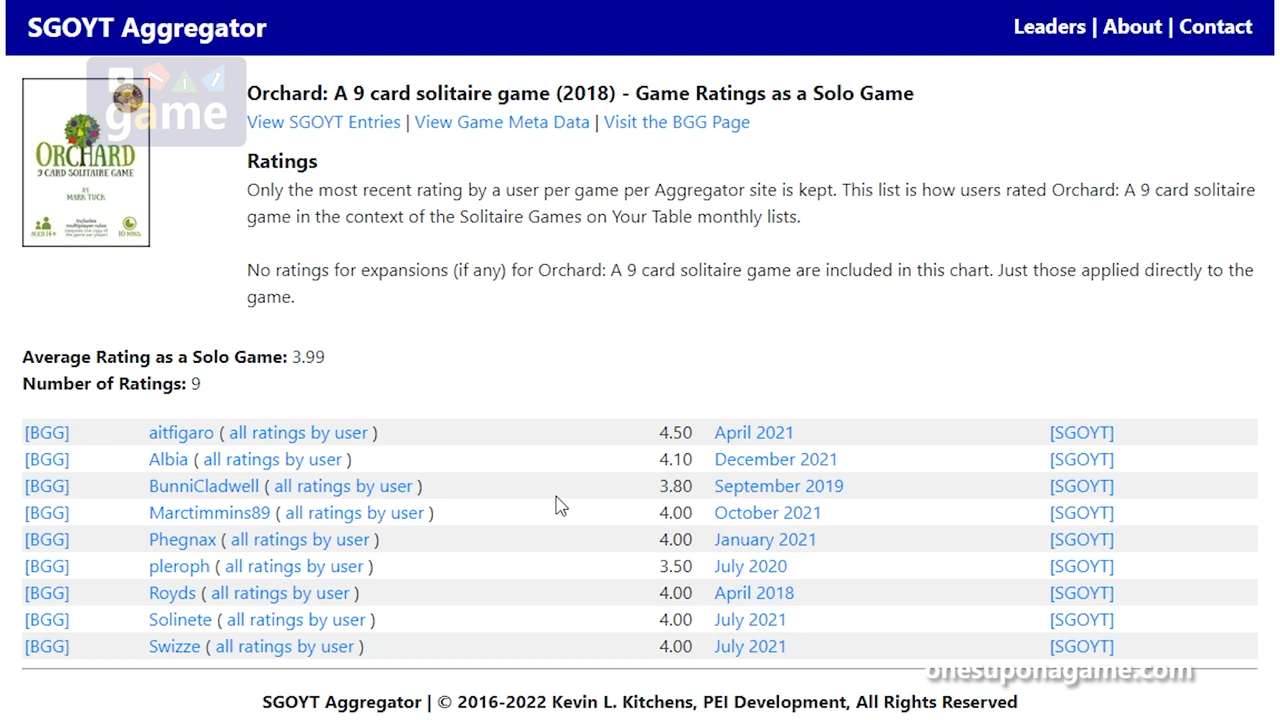 SGOYT Aggregator
Leaders | About | Contact
game
ORCHARD
9 CARD SOLITAIRE GAME
BY
MARK TUCK
AGED 14+
10 MINS
Orchard: A 9 card solitaire game (2018) - Game Ratings as a Solo Game
View SGOYT Entries | View Game Meta Data | Visit the BGG Page
Ratings
Only the most recent rating by a user per game per Aggregator site is kept. This list is how users rated Orchard: A 9 card solitaire
game in the context of the Solitaire Games on Your Table monthly lists.
No ratings for expansions (if any) for Orchard: A 9 card solitaire game are included in this chart. Just those applied directly to the
game.
Average Rating as a Solo Game: 3.99
Number of Ratings: 9
[BGG] aitfigaro ( all ratings by user ) 4.50 April 2021 [SGOYT]
[BGG] Albia ( all ratings by user ) 4.10 December 2021 [SGOYT]
[BGG] BunniCladwell ( all ratings by user ) 3.80 September 2019 [SGOYT]
[BGG] Marctimmins89 ( all ratings by user ) 4.00 October 2021 [SGOYT]
[BGG] Phegnax ( all ratings by user ) 4.00 January 2021 [SGOYT]
[BGG] pleroph ( all ratings by user ) 3.50 July 2020 [SGOYT]
[BGG] Royds ( all ratings by user ) 4.00 April 2018 [SGOYT]
[BGG] Solinete ( all ratings by user ) 4.00 July 2021 [SGOYT]
[BGG] Swizze ( all ratings by user ) 4.00 July 2021 [SGOYT]
onesuponagame.com
SGOYT Aggregator | © 2016-2022 Kevin L. Kitchens, PEI Development, All Rights Reserved